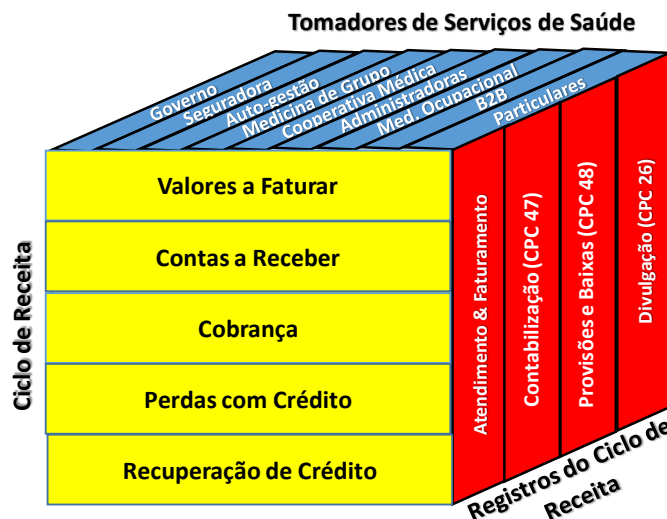 Tomadores de Serviços de Saúde
Governo
Seguradora
Auto-gestão
Medicina de Grupo
Cooperativa Médica
Administradoras
Med. Ocupacional
B2B
Particulares
Ciclo de Receita
Valores a Faturar
Contas a Receber
Cobrança
Perdas com Crédito
Recuperação de Crédito
Atendimento & Faturamento
Contabilização (CPC 47)
Provisões e Baixas (CPC 48)
Divulgação (CPC 26)
Registros do Ciclo de
Receita